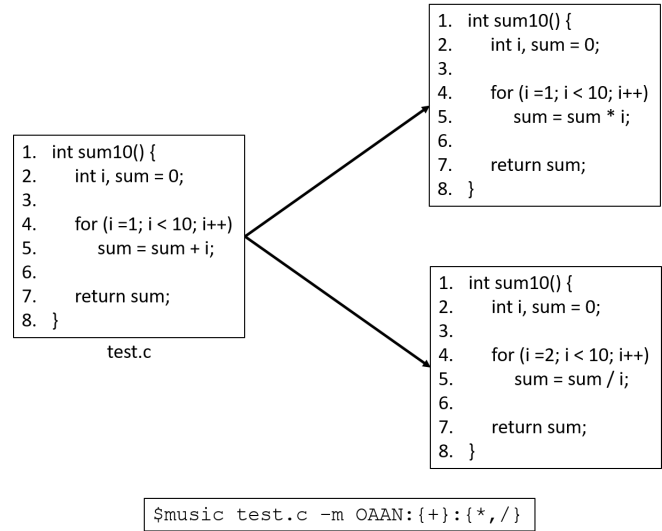 1. int sum10() {
2. int i, sum = 0;
3.
4. for (i =1; i < 10; i++)
5. sum = sum + i;
6.
7. return sum;
8. }
test.c
1. int sum10() {
2. int i, sum = 0;
3.
4. for (i =1; i < 10; i++)
5. sum = sum * i;
6.
7. return sum;
8. }
1. int sum10() {
2. int i, sum = 0;
3.
4. for (i =2; i < 10; i++)
5. sum = sum / i;
6.
7. return sum;
8. }
$music test.c -m OAAN:{+}:{*,/}